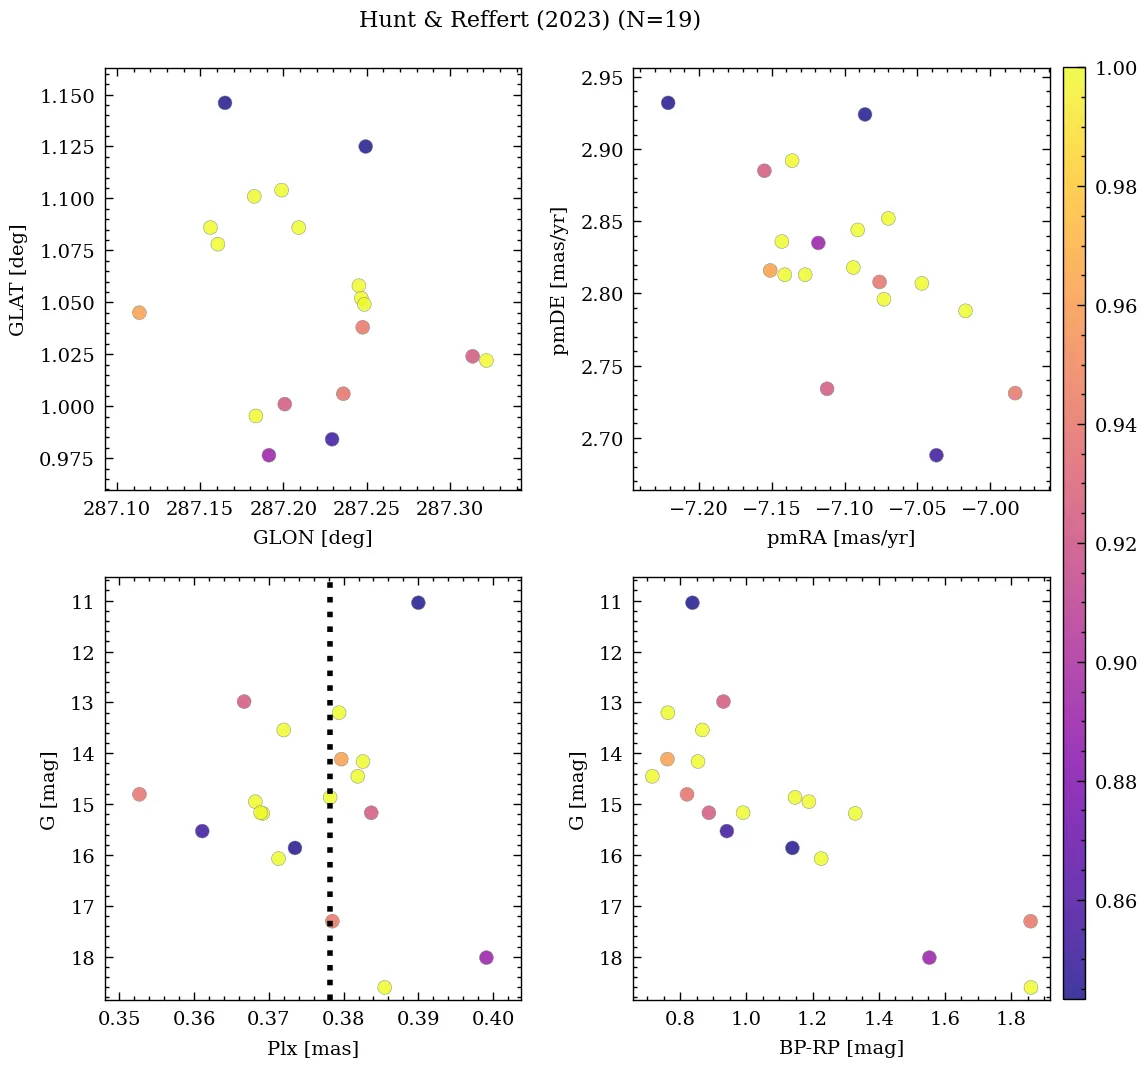 Hunt & Reffert (2023) (N=19)
1.150
1.125
1.100
1.075
1.050
1.025
1.000
0.975
GLAT [deg]
287.10 287.15 287.20 287.25 287.30
GLON [deg]
2.95
2.90
2.85
2.80
2.75
2.70
pmDE [mas/yr]
−7.20 −7.15 −7.10 −7.05 −7.00
pmRA [mas/yr]
11
12
13
14
15
16
17
18
G [mag]
0.35 0.36 0.37 0.38 0.39 0.40
Plx [mas]
G [mag]
11
12
13
14
15
16
17
18
0.8 1.0 1.2 1.4 1.6 1.8
BP-RP [mag]
1.00
0.98
0.96
0.94
0.92
0.90
0.88
0.86